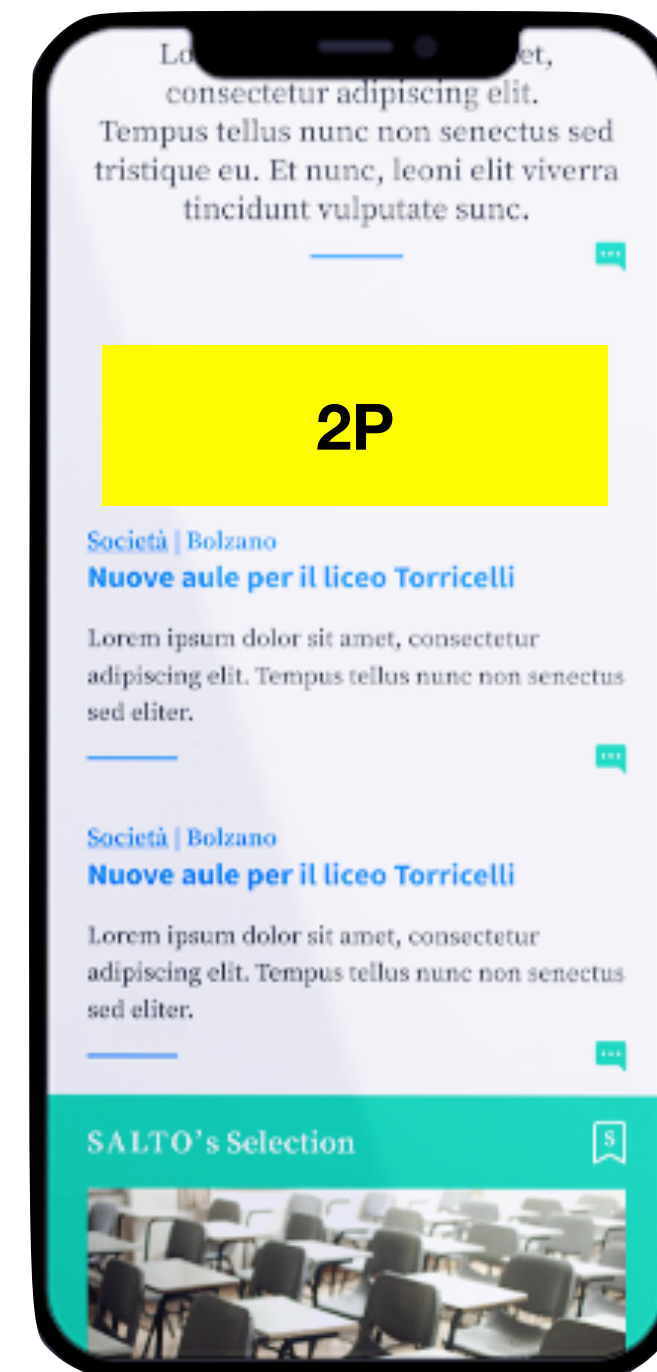 Lo et,
consectetur adipiscing elit.
Tempus tellus nunc non senectus sed
tristique eu. Et nunc, leoni elit viverra
tincidunt vulputate sunc.
2P
Società | Bolzano
Nuove aule per il liceo Torricelli
Lorem ipsum dolor sit amet, consectetur
adipiscing elit. Tempus tellus nunc non senectus
sed eliter.
Società | Bolzano
Nuove aule per il liceo Torricelli
Lorem ipsum dolor sit amet, consectetur
adipiscing elit. Tempus tellus nunc non senectus
sed eliter.
SALTO's Selection
S